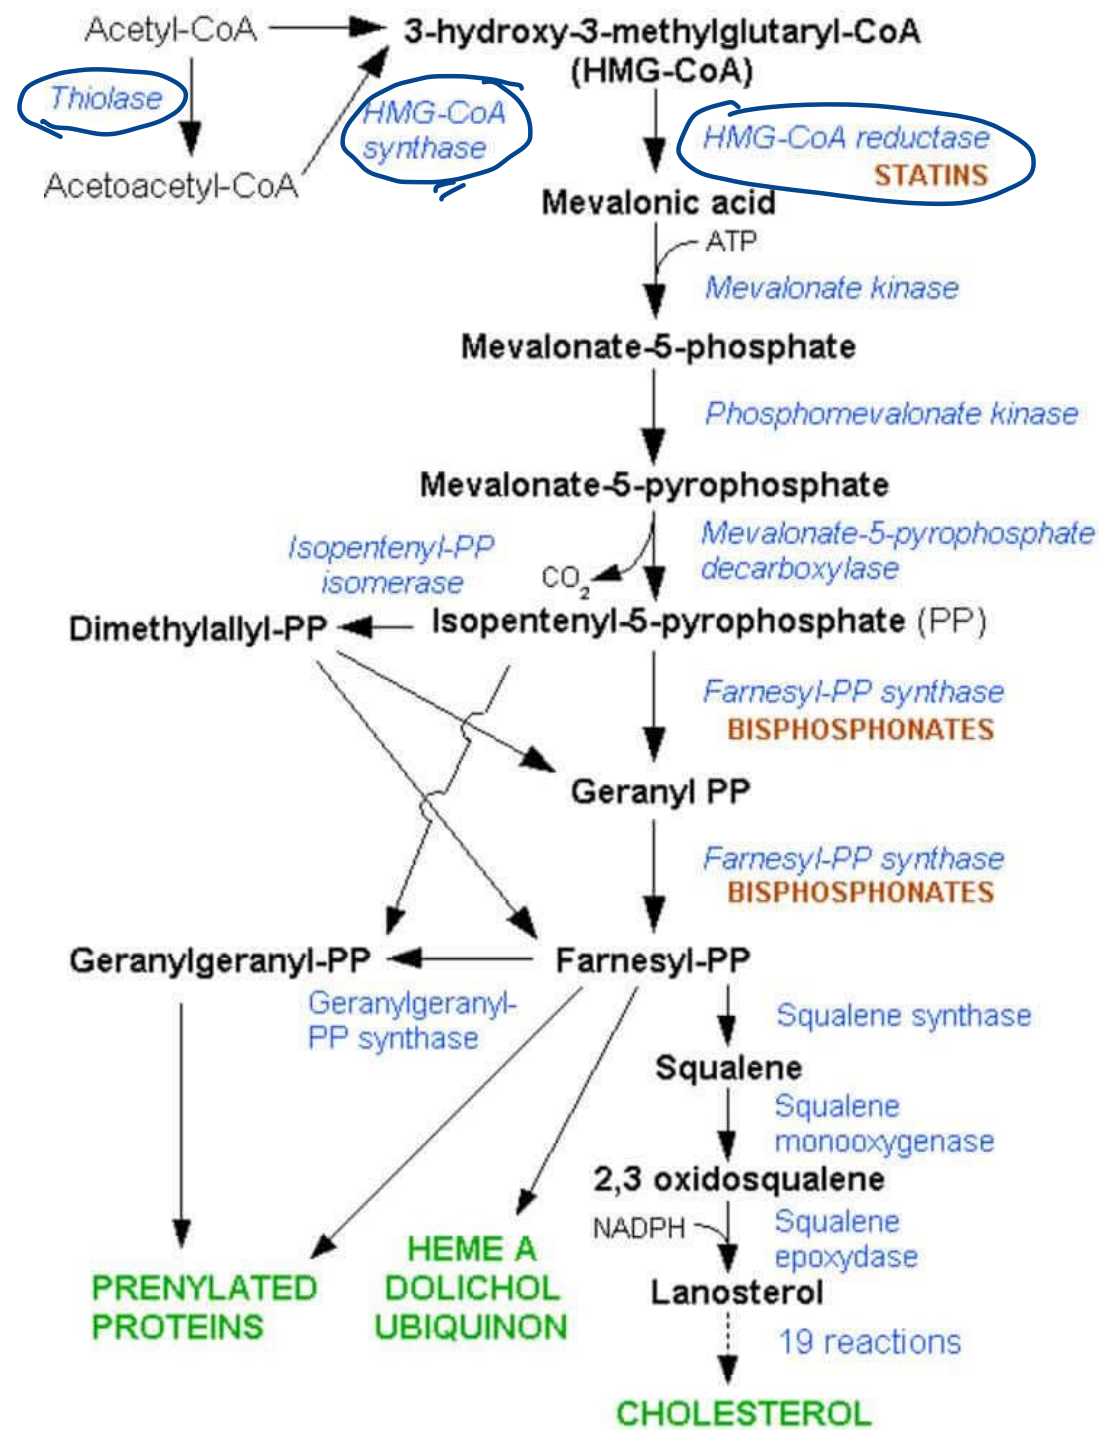 Acetyl-CoA
3-hydroxy-3-methylglutaryl-CoA
(HMG-CoA)
Thiolase
HMG-CoA
synthase
HMG-CoA reductase
STATINS
Acetoacetyl-CoA
Mevalonic acid
ATP
Mevalonate kinase
Mevalonate-5-phosphate
Phosphomevalonate kinase
Mevalonate-5-pyrophosphate
Isopentenyl-PP
isomerase
CO2
Mevalonate-5-pyrophosphate
decarboxylase
Dimethylallyl-PP
Isopentenyl-5-pyrophosphate (PP)
Farnesyl-PP synthase
BISPHOSPHONATES
Geranyl PP
Farnesyl-PP synthase
BISPHOSPHONATES
Geranylgeranyl-PP
Farnesyl-PP
Geranylgeranyl-
PP synthase
Squalene synthase
Squalene
Squalene
monooxygenase
2,3 oxidosqualene
NADPH
Squalene
epoxydase
HEME A
DOLICHOL
UBIQUINON
PRENYLATED
PROTEINS
Lanosterol
19 reactions
CHOLESTEROL